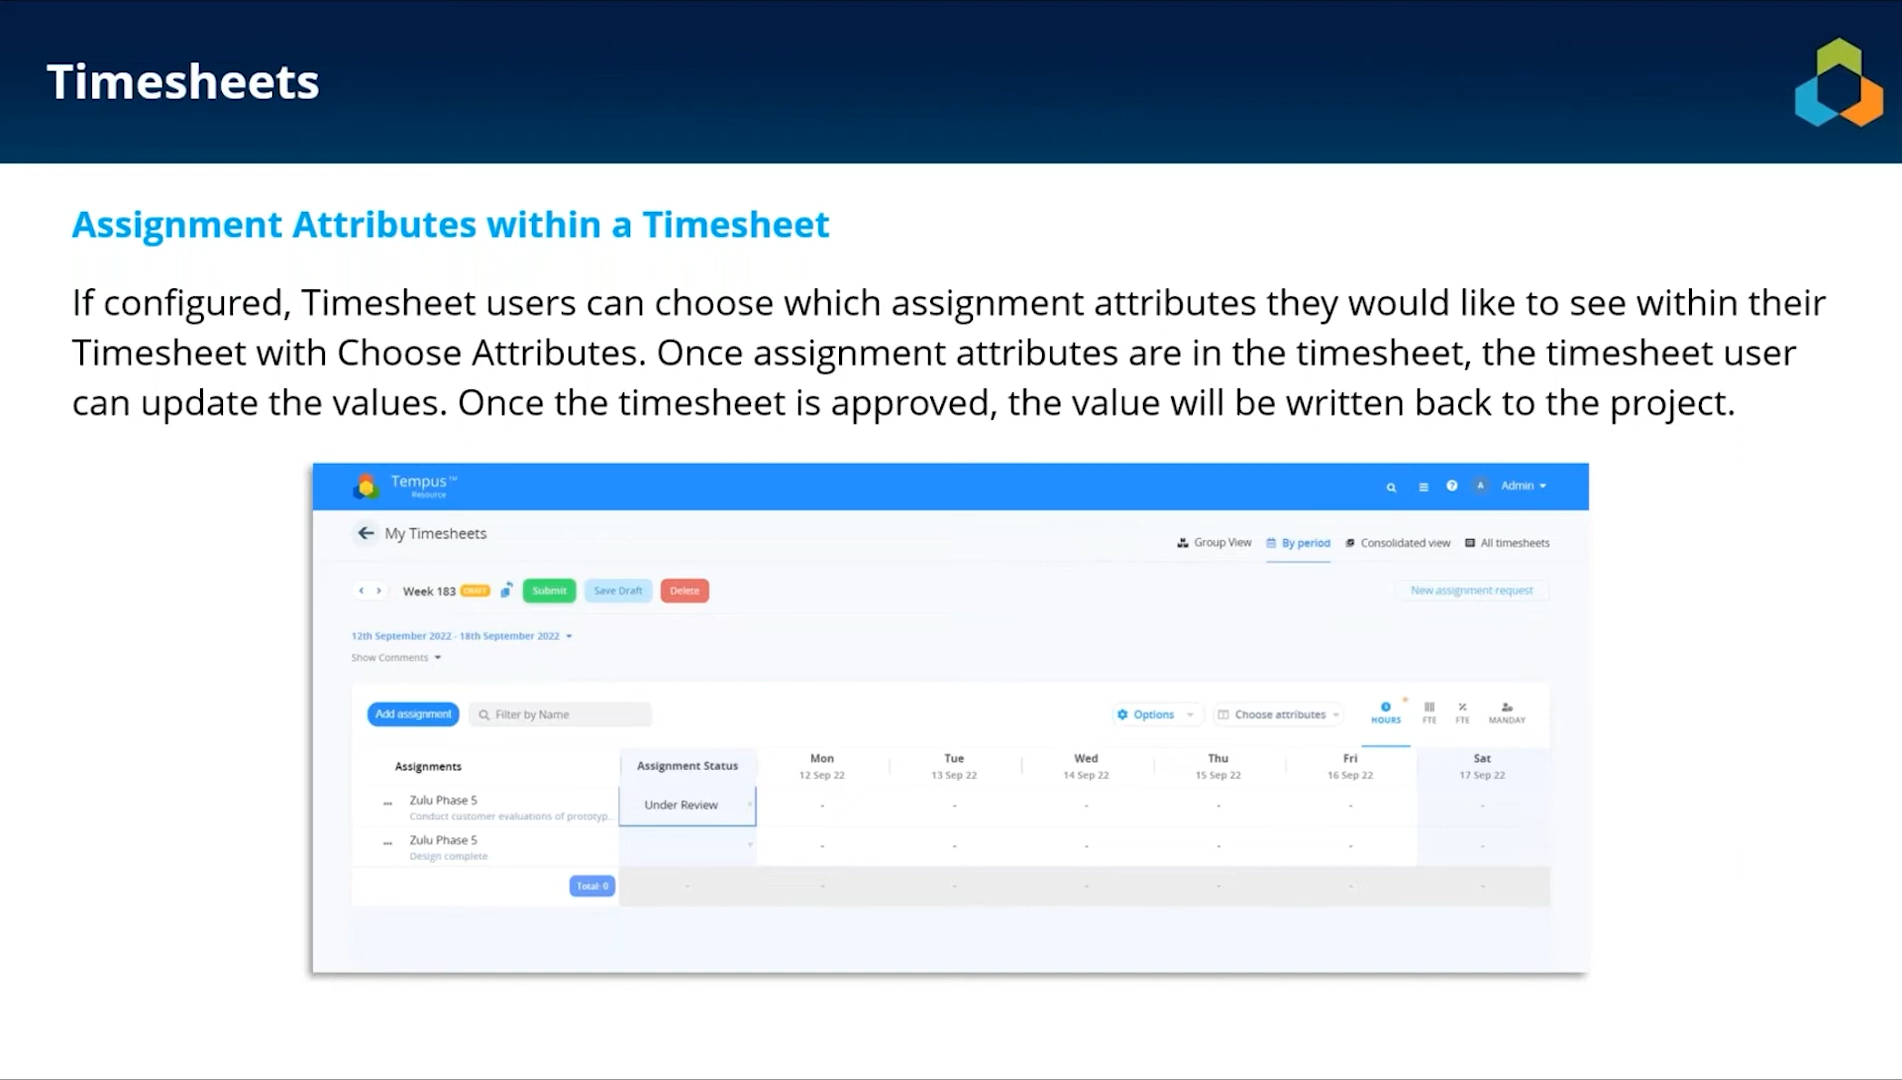 Timesheets
Assignment Attributes within a Timesheet
If configured, Timesheet users can choose which assignment attributes they would like to see within their
Timesheet with Choose Attributes. Once assignment attributes are in the timesheet, the timesheet user
can update the values. Once the timesheet is approved, the value will be written back to the project.
Tempus™
Resource
A Admin
My Timesheets
Group View By period Consolidated view All timesheets
Week 183 DRAFT Submit Save Draft Delete New assignment request
12th September 2022 - 18th September 2022
Show Comments
Add assignment Filter by Name Options Choose attributes HOURS FTE % FTE MANDAY
Assignments Assignment Status Mon Tue Wed Thu Fri Sat
12 Sep 22 13 Sep 22 14 Sep 22 15 Sep 22 16 Sep 22 17 Sep 22
... Zulu Phase 5 Under Review - - - - - -
Conduct customer evaluations of prototyp...
... Zulu Phase 5 - - - - - -
Design complete
Total: 0 - - - - - - -